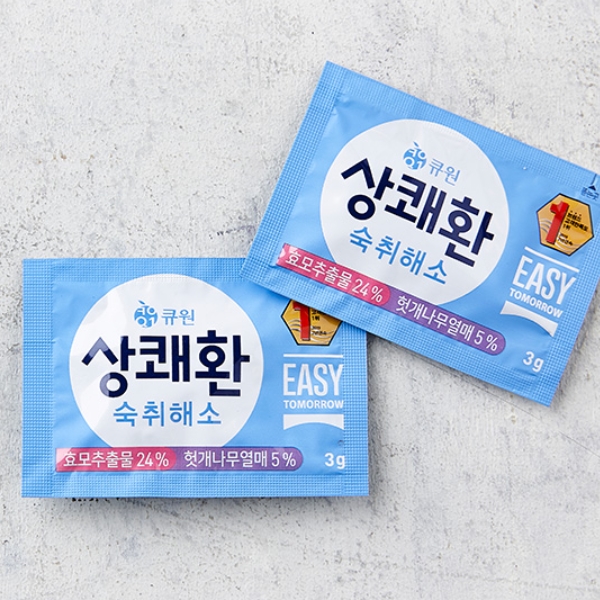 큐원
상쾌환
숙취해소
효모추출물 24%
헛개나무열매 5%
EASY
TOMORROW
3g
큐원
상쾌환
숙취해소
효모추출물 24%
헛개나무열매 5%
1
EASY
TOMORROW
3g